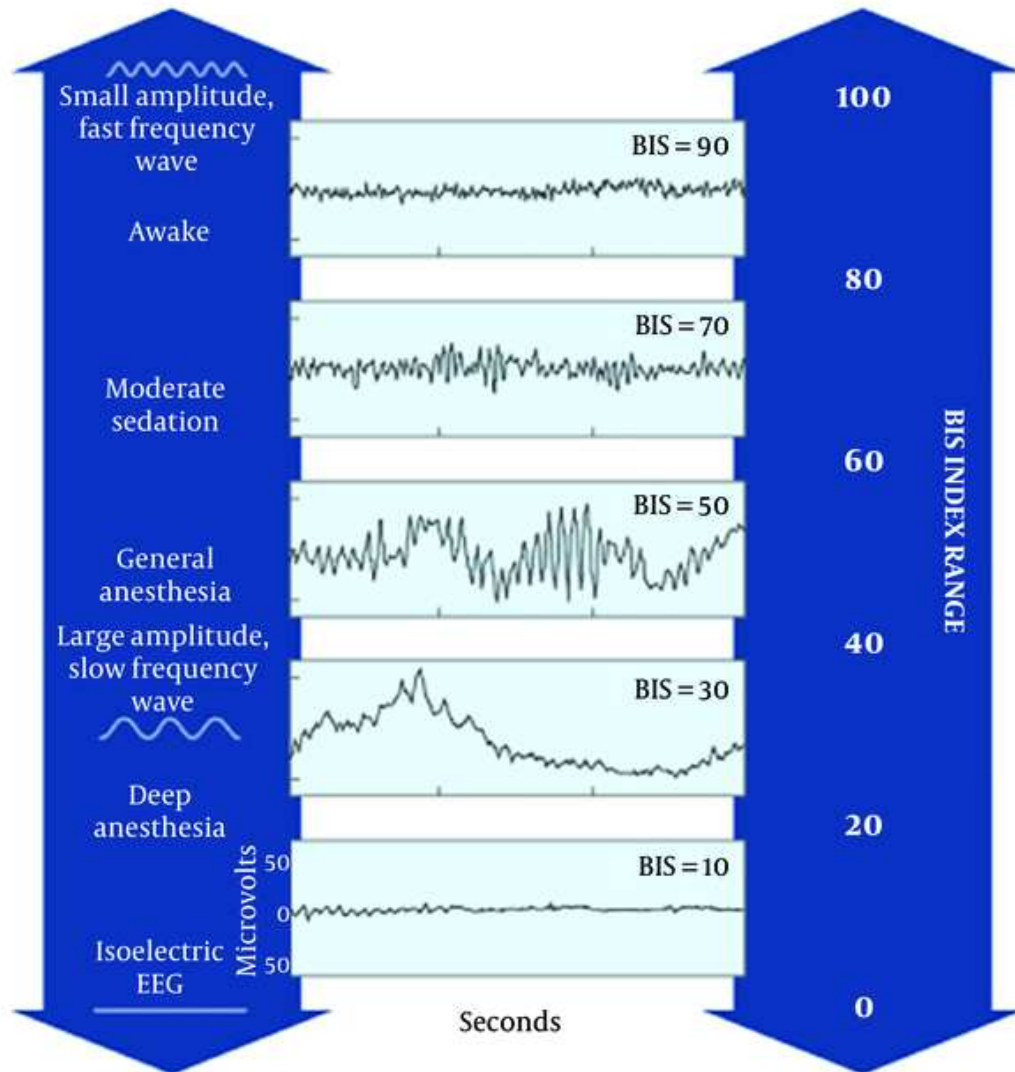 Small amplitude,
fast frequency
wave
Awake
Moderate
sedation
General
anesthesia
Large amplitude,
slow frequency
wave
Deep
anesthesia
Isoelectric
EEG
BIS = 90
BIS = 70
BIS = 50
BIS = 30
BIS = 10
Microvolts
50
0
50
Seconds
100
80
60
40
20
0
BIS INDEX RANGE